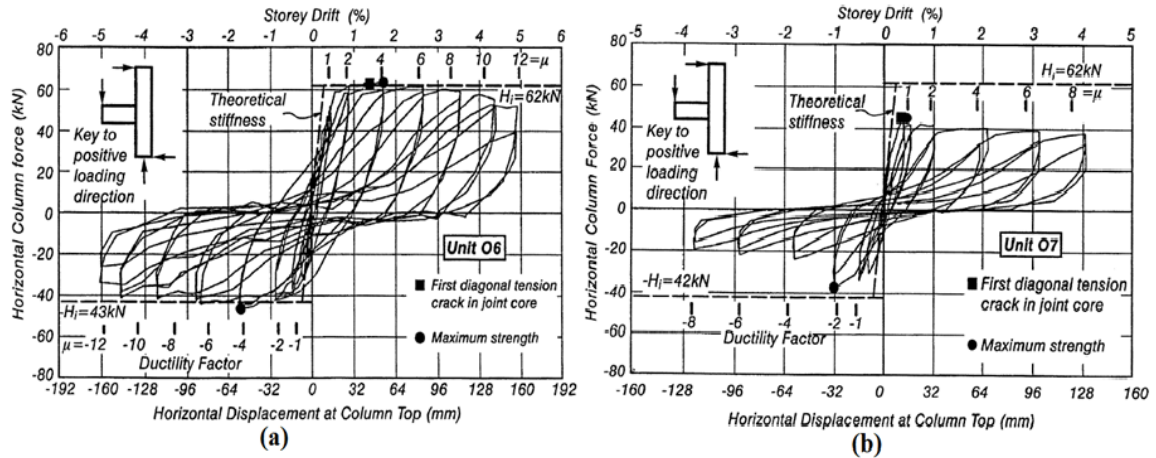 Storey Drift (%)
-6 -5 -4 -3 -2 -1 0 1 2 3 4 5 6
80
60
40
20
0
-20
-40
-60
-80
Horizontal Column force (kN)
1 2 4 6 8 10 12=μ
Hi=62kN
Theoretical
stiffness
Key to
positive
loading
direction
Unit O6
First diagonal tension
crack in joint core
-Hi=43kN
μ=-12 -10 -8 -6 -4 -2 -1
Maximum strength
Ductility Factor
-192 -160 -128 -96 -64 -32 0 32 64 96 128 160 192
Horizontal Displacement at Column Top (mm)
(a)
Storey Drift (%)
-5 -4 -3 -2 -1 0 1 2 3 4 5
80
60
40
20
0
-20
-40
-60
-80
Horizontal Column Force (kN)
Hi=62kN
Theoretical
stiffness
1 2 4 6 8 =μ
Key to
positive
loading
direction
Unit O7
First diagonal tension
crack in joint core
-Hi=42kN
-8 -6 -4 -2 -1
Ductility Factor
Maximum strength
-160 -128 -96 -64 -32 0 32 64 96 128 160
Horizontal Displacement at Column Top (mm)
(b)